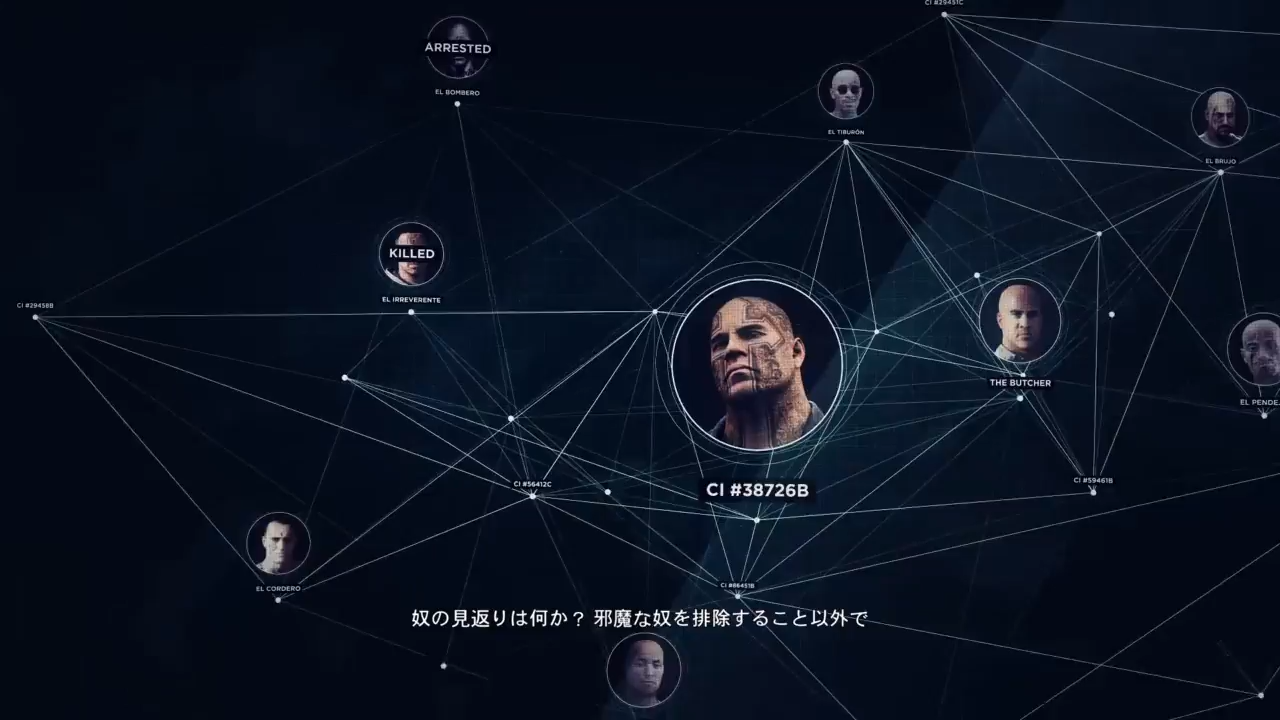 CI #29451C
ARRESTED
EL BOMBERO
EL TIBURÓN
EL BRUJO
KILLED
EL IRREVERENTE
CI #29458B
THE BUTCHER
EL PENDE
CI #38726B
CI #56412C
CI #59461B
EL CORDERO
CI #86451B
奴の見返りは何か? 邪魔な奴を排除すること以外で